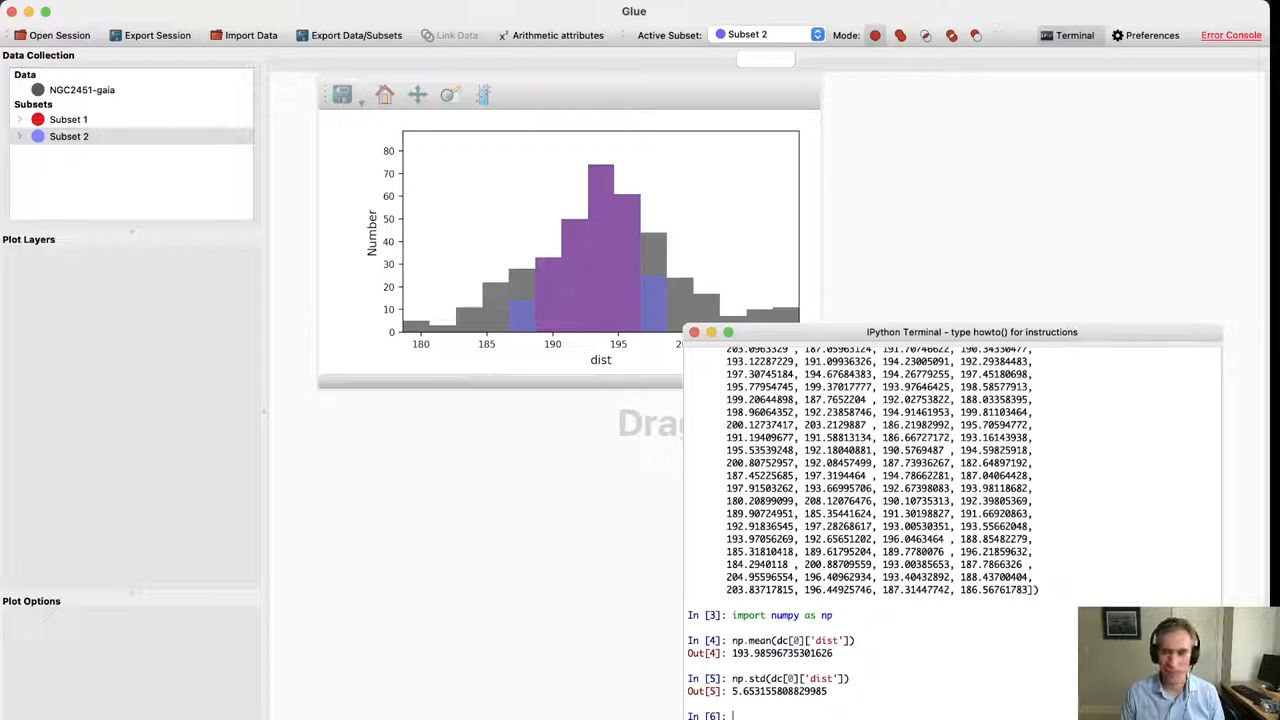 Glue
Open Session Export Session Import Data Export Data/Subsets Link Data Arithmetic attributes Active Subset: Subset 2 Mode: Terminal Preferences Error Console
Data Collection
Data
NGC2451-gaia
Subsets
Subset 1
Subset 2
Plot Layers
Plot Options
80
70
60
50
40
30
20
10
0
Number
180 185 190 195
dist
Drag
IPython Terminal - type howto() for instructions
203.0963329 , 187.05963124, 191.70746622, 190.34330477,
193.12287229, 191.09936326, 194.23005091, 192.29384483,
197.30745184, 194.67684383, 194.26779255, 197.45180698,
195.77954745, 199.37017777, 193.97646425, 198.58577913,
199.20644898, 187.7652204 , 192.02753822, 188.03358395,
198.96064352, 192.23858746, 194.91461953, 199.81103464,
200.12737417, 203.2129887 , 186.21982992, 195.70594772,
191.19409677, 191.58813134, 186.66727172, 193.16143938,
195.53539248, 192.18040881, 190.5769487 , 194.59825918,
200.80752957, 192.08457499, 187.73936267, 182.64897192,
187.45225685, 197.3194464 , 194.78662281, 187.04064428,
197.91503262, 193.66995706, 192.67398083, 193.98118682,
180.20899099, 208.12076476, 190.10735313, 192.39805369,
189.90724951, 185.35441624, 191.30198827, 191.66920863,
192.91836545, 197.28268617, 193.00530351, 193.55662048,
193.97056269, 192.65651202, 196.0463464 , 188.85482279,
185.31810418, 189.61795204, 189.7780076 , 196.21859632,
184.2940118 , 200.88709559, 193.00385653, 187.7866326 ,
204.95596554, 196.40962934, 193.40432892, 188.43700404,
203.83717815, 196.44925746, 187.31447742, 186.56761783])
In [3]: import numpy as np
In [4]: np.mean(dc[0]['dist'])
Out[4]: 193.98596735301626
In [5]: np.std(dc[0]['dist'])
Out[5]: 5.653155808829985
In [6]: